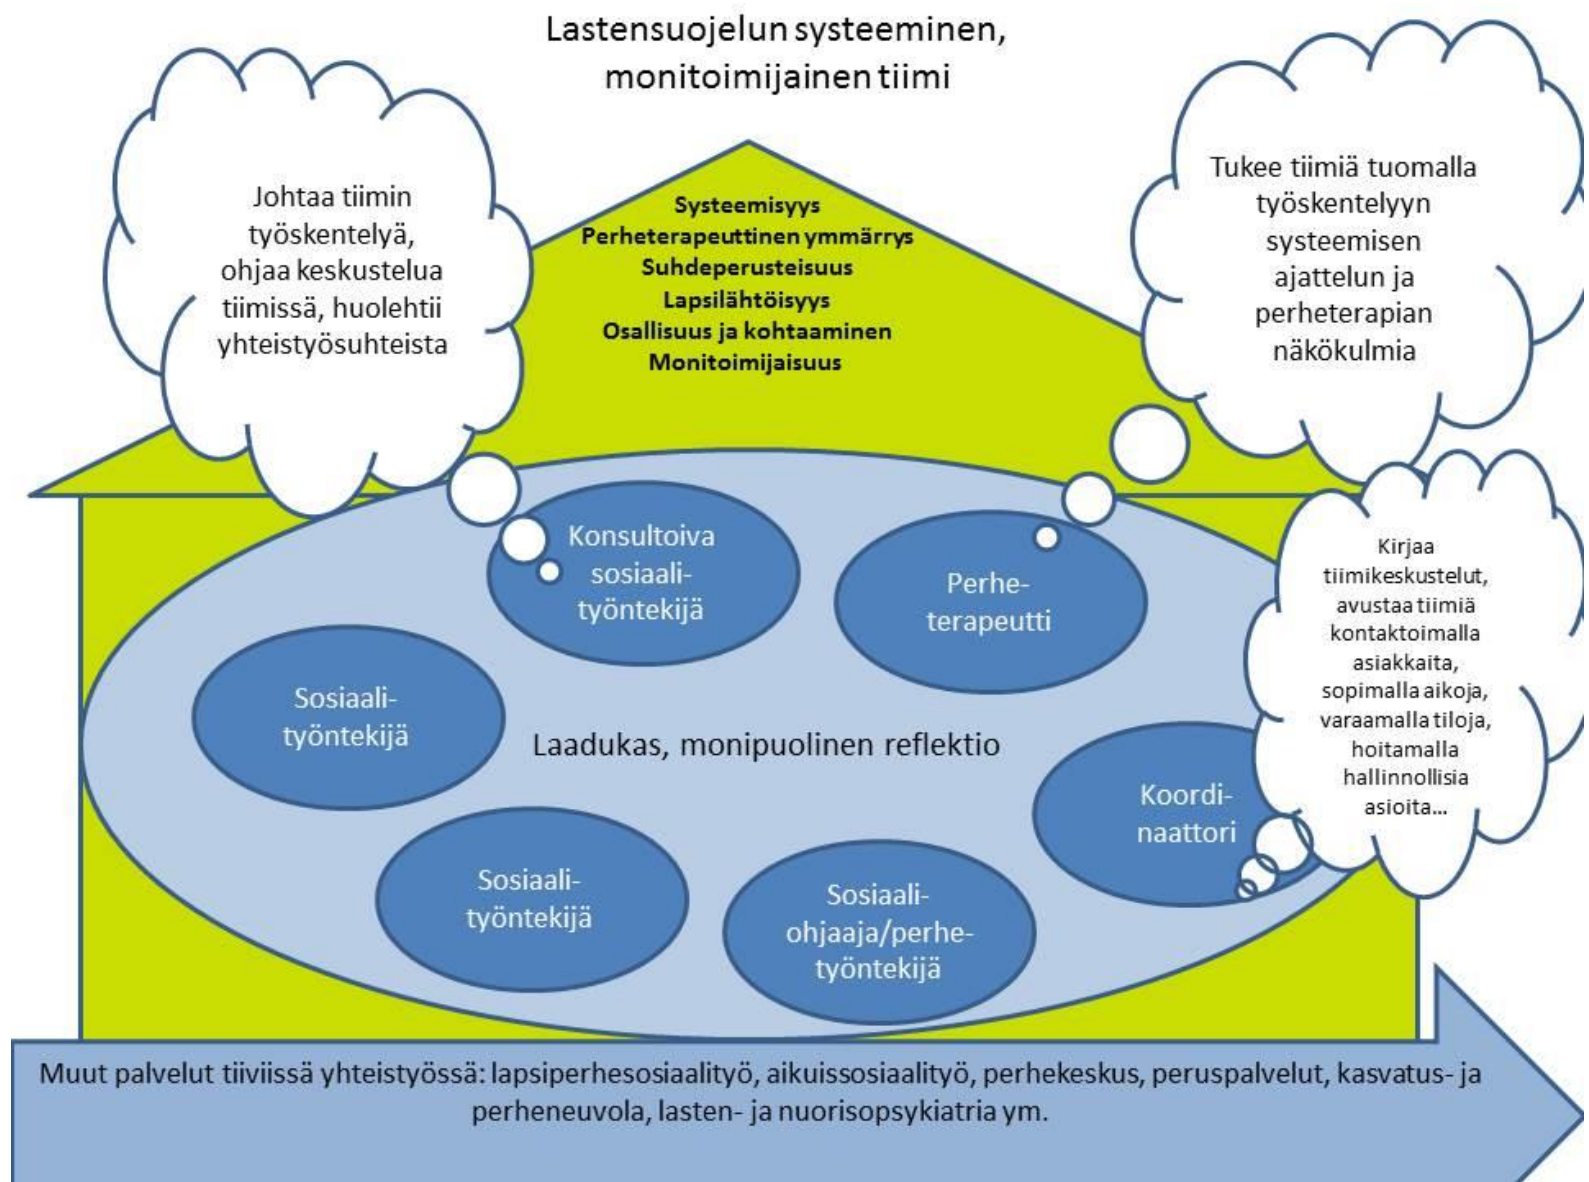 Lastensuojelun systeeminen,
monitoimijainen tiimi
Johtaa tiimin
työskentelyä,
ohjaa keskustelua
tiimissä, huolehtii
yhteistyösuhteista
Systeemisyys
Perheterapeuttinen ymmärrys
Suhdeperusteisuus
Lapsilähtöisyys
Osallisuus ja kohtaaminen
Monitoimijaisuus
Tukee tiimiä tuomalla
työskentelyyn
systeemisen
ajattelun ja
perheterapian
näkökulmia
Konsultoiva
sosiaali-
työntekijä
Perhe-
terapeutti
Kirjaa
tiimikeskustelut,
avustaa tiimiä
kontaktoimalla
asiakkaita,
sopimalla aikoja,
varaamalla tiloja,
hoitamalla
hallinnollisia
asioita...
Sosiaali-
työntekijä
Laadukas, monipuolinen reflektio
Koordi-
naattori
Sosiaali-
työntekijä
Sosiaali-
ohjaaja/perhe-
työntekijä
Muut palvelut tiiviissä yhteistyössä: lapsiperhesosiaalityö, aikuissosiaalityö, perhekeskus, peruspalvelut, kasvatus- ja
perheneuvola, lasten- ja nuorisopsykiatria ym.